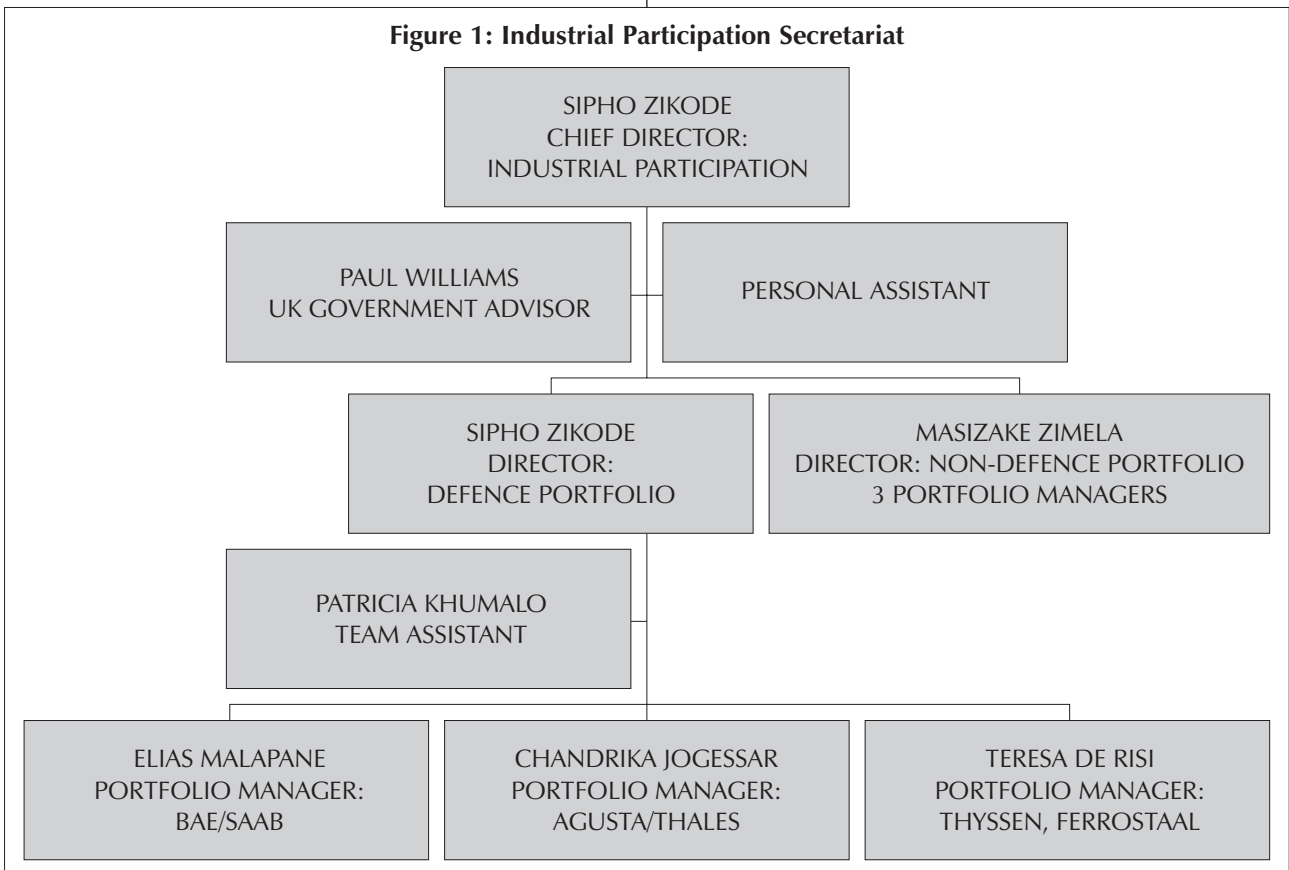 Figure 1: Industrial Participation Secretariat
SIPHO ZIKODE
CHIEF DIRECTOR:
INDUSTRIAL PARTICIPATION
PAUL WILLIAMS
UK GOVERNMENT ADVISOR
PERSONAL ASSISTANT
SIPHO ZIKODE
DIRECTOR:
DEFENCE PORTFOLIO
MASIZAKE ZIMELA
DIRECTOR: NON-DEFENCE PORTFOLIO
3 PORTFOLIO MANAGERS
PATRICIA KHUMALO
TEAM ASSISTANT
ELIAS MALAPANE
PORTFOLIO MANAGER:
BAE/SAAB
CHANDRIKA JOGESSAR
PORTFOLIO MANAGER:
AGUSTA/THALES
TERESA DE RISI
PORTFOLIO MANAGER:
THYSSEN, FERROSTAAL